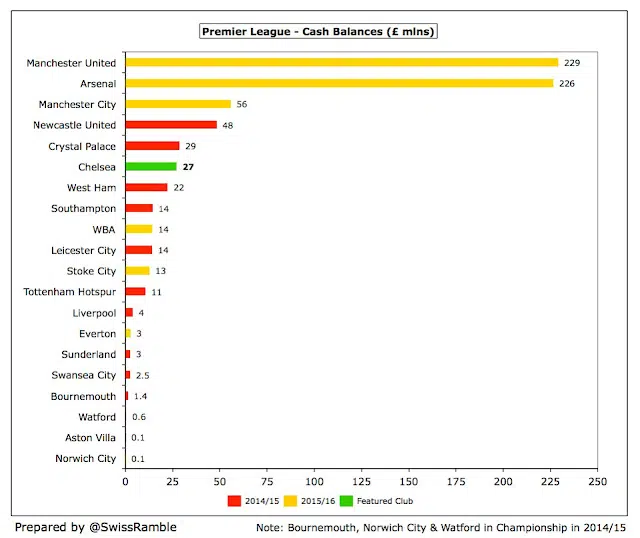 Premier League - Cash Balances (£ mlns)
Manchester United 229
Arsenal 226
Manchester City 56
Newcastle United 48
Crystal Palace 29
Chelsea 27
West Ham 22
Southampton 14
WBA 14
Leicester City 14
Stoke City 13
Tottenham Hotspur 11
Liverpool 4
Everton 3
Sunderland 3
Swansea City 2.5
Bournemouth 1.4
Watford 0.6
Aston Villa 0.1
Norwich City 0.1
0 25 50 75 100 125 150 175 200 225 250
2014/15 2015/16 Featured Club
Prepared by @SwissRamble Note: Bournemouth, Norwich City & Watford in Championship in 2014/15